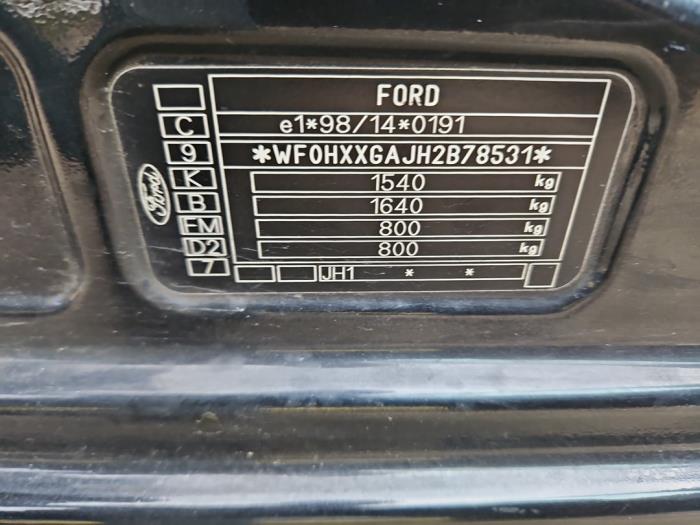 FORD
C e1*98/14*0191
9 *WF0HXXGAJH2B78531*
K 1540 kg
B 1640 kg
FM 800 kg
D2 800 kg
7 JH1 * *
Ford